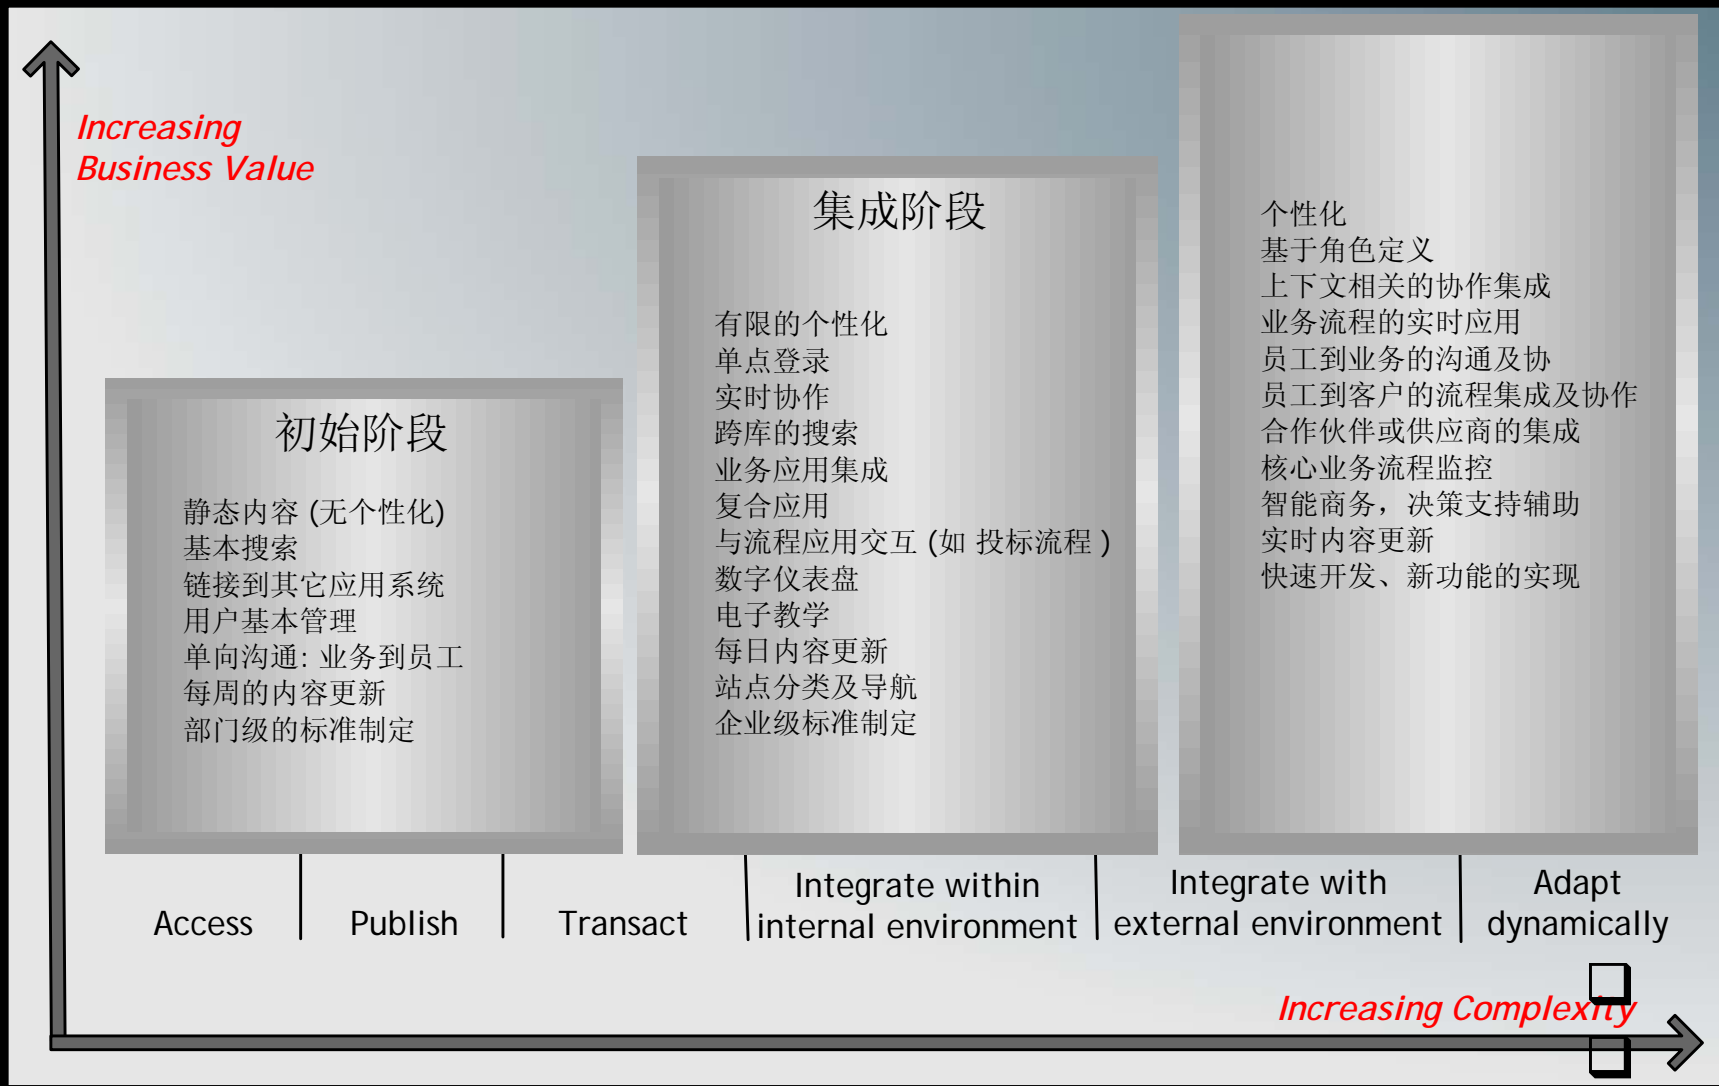 Increasing
Business Value
初始阶段
静态内容 (无个性化)
基本搜索
链接到其它应用系统
用户基本管理
单向沟通: 业务到员工
每周的内容更新
部门级的标准制定
集成阶段
有限的个性化
单点登录
实时协作
跨库的搜索
业务应用集成
复合应用
与流程应用交互 (如 投标流程 )
数字仪表盘
电子教学
每日内容更新
站点分类及导航
企业级标准制定
个性化
基于角色定义
上下文相关的协作集成
业务流程的实时应用
员工到业务的沟通及协
员工到客户的流程集成及协作
合作伙伴或供应商的集成
核心业务流程监控
智能商务，决策支持辅助
实时内容更新
快速开发、新功能的实现
Access
Publish
Transact
Integrate within
internal environment
Integrate with
external environment
Adapt
dynamically
Increasing Complexity